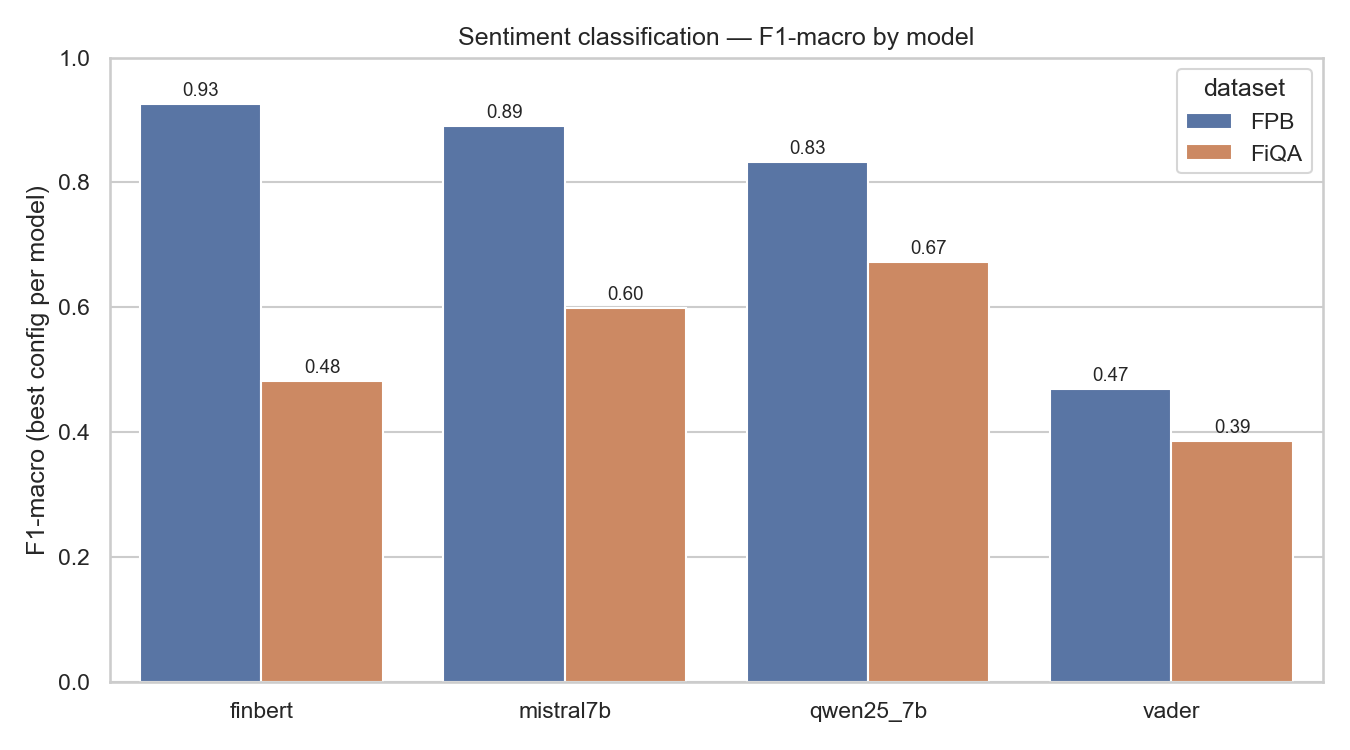 Sentiment classification — F1-macro by model
F1-macro (best config per model)
1.0
0.8
0.6
0.4
0.2
0.0
dataset
FPB
FiQA
0.93
0.48
0.89
0.60
0.83
0.67
0.47
0.39
finbert
mistral7b
qwen25_7b
vader